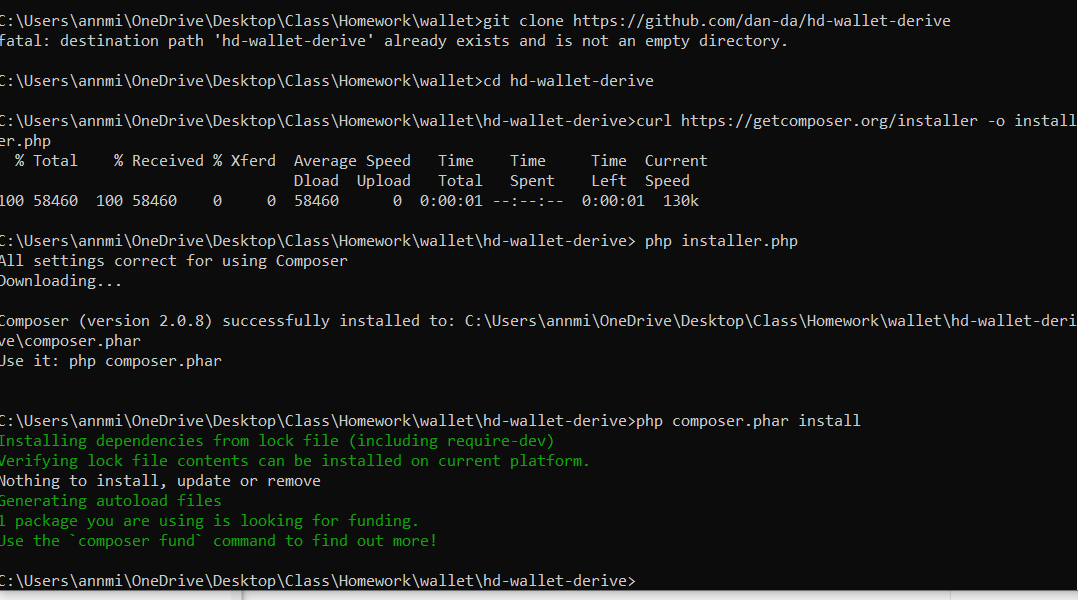 C:\Users\annmi\OneDrive\Desktop\Class\Homework\wallet>git clone https://github.com/dan-da/hd-wallet-derive
fatal: destination path 'hd-wallet-derive' already exists and is not an empty directory.
C:\Users\annmi\OneDrive\Desktop\Class\Homework\wallet>cd hd-wallet-derive
C:\Users\annmi\OneDrive\Desktop\Class\Homework\wallet\hd-wallet-derive>curl https://getcomposer.org/installer -o install
er.php
% Total % Received % Xferd Average Speed Time Time Time Current
Dload Upload Total Spent Left Speed
100 58460 100 58460 0 0 58460 0 0:00:01 --:--:-- 0:00:01 130k
C:\Users\annmi\OneDrive\Desktop\Class\Homework\wallet\hd-wallet-derive> php installer.php
All settings correct for using Composer
Downloading...
Composer (version 2.0.8) successfully installed to: C:\Users\annmi\OneDrive\Desktop\Class\Homework\wallet\hd-wallet-deri
ve\composer.phar
Use it: php composer.phar
C:\Users\annmi\OneDrive\Desktop\Class\Homework\wallet\hd-wallet-derive>php composer.phar install
Installing dependencies from lock file (including require-dev)
Verifying lock file contents can be installed on current platform.
Nothing to install, update or remove
Generating autoload files
1 package you are using is looking for funding.
Use the `composer fund` command to find out more!
C:\Users\annmi\OneDrive\Desktop\Class\Homework\wallet\hd-wallet-derive>